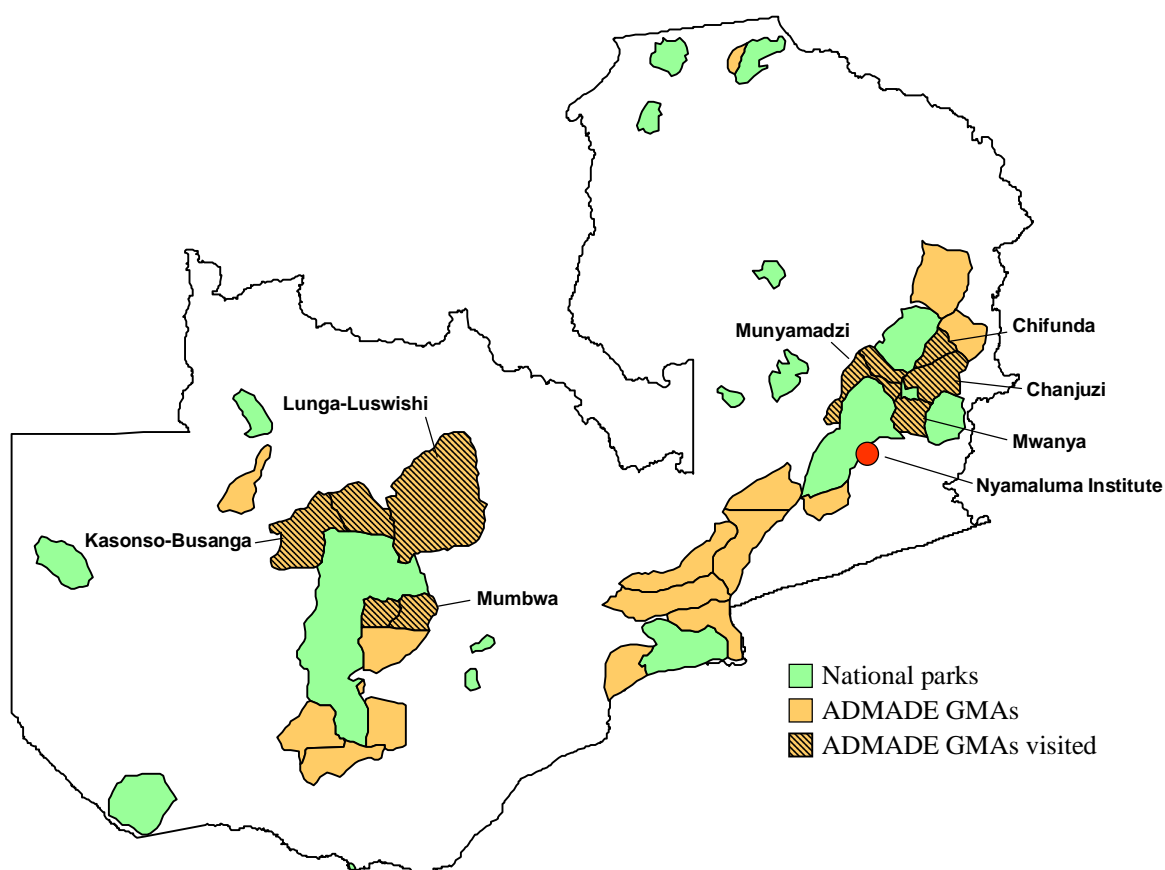 Munyamadzi
Chifunda
Chanjuzi
Lunga-Luswishi
Mwanya
Nyamaluma Institute
Kasonso-Busanga
Mumbwa
National parks
ADMADE GMAs
ADMADE GMAs visited